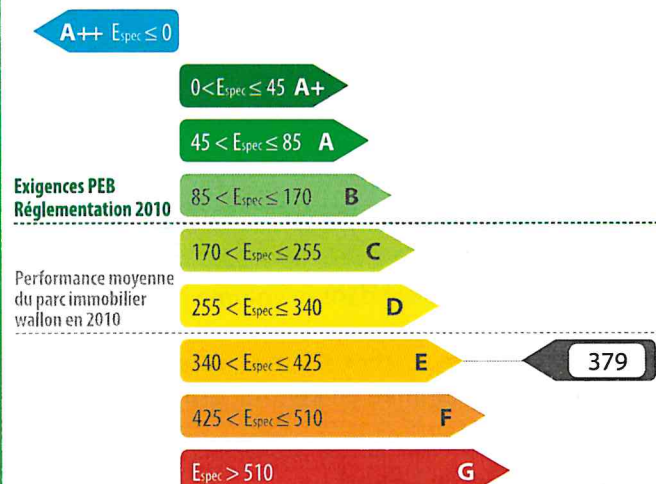 A++ Espec ≤ 0
0 < Espec ≤ 45 A+
45 < Espec ≤ 85 A
Exigences PEB
Réglementation 2010
85 < Espec ≤ 170 B
170 < Espec ≤ 255 C
Performance moyenne
du parc immobilier
wallon en 2010
255 < Espec ≤ 340 D
340 < Espec ≤ 425 E
379
425 < Espec ≤ 510 F
Espec > 510 G